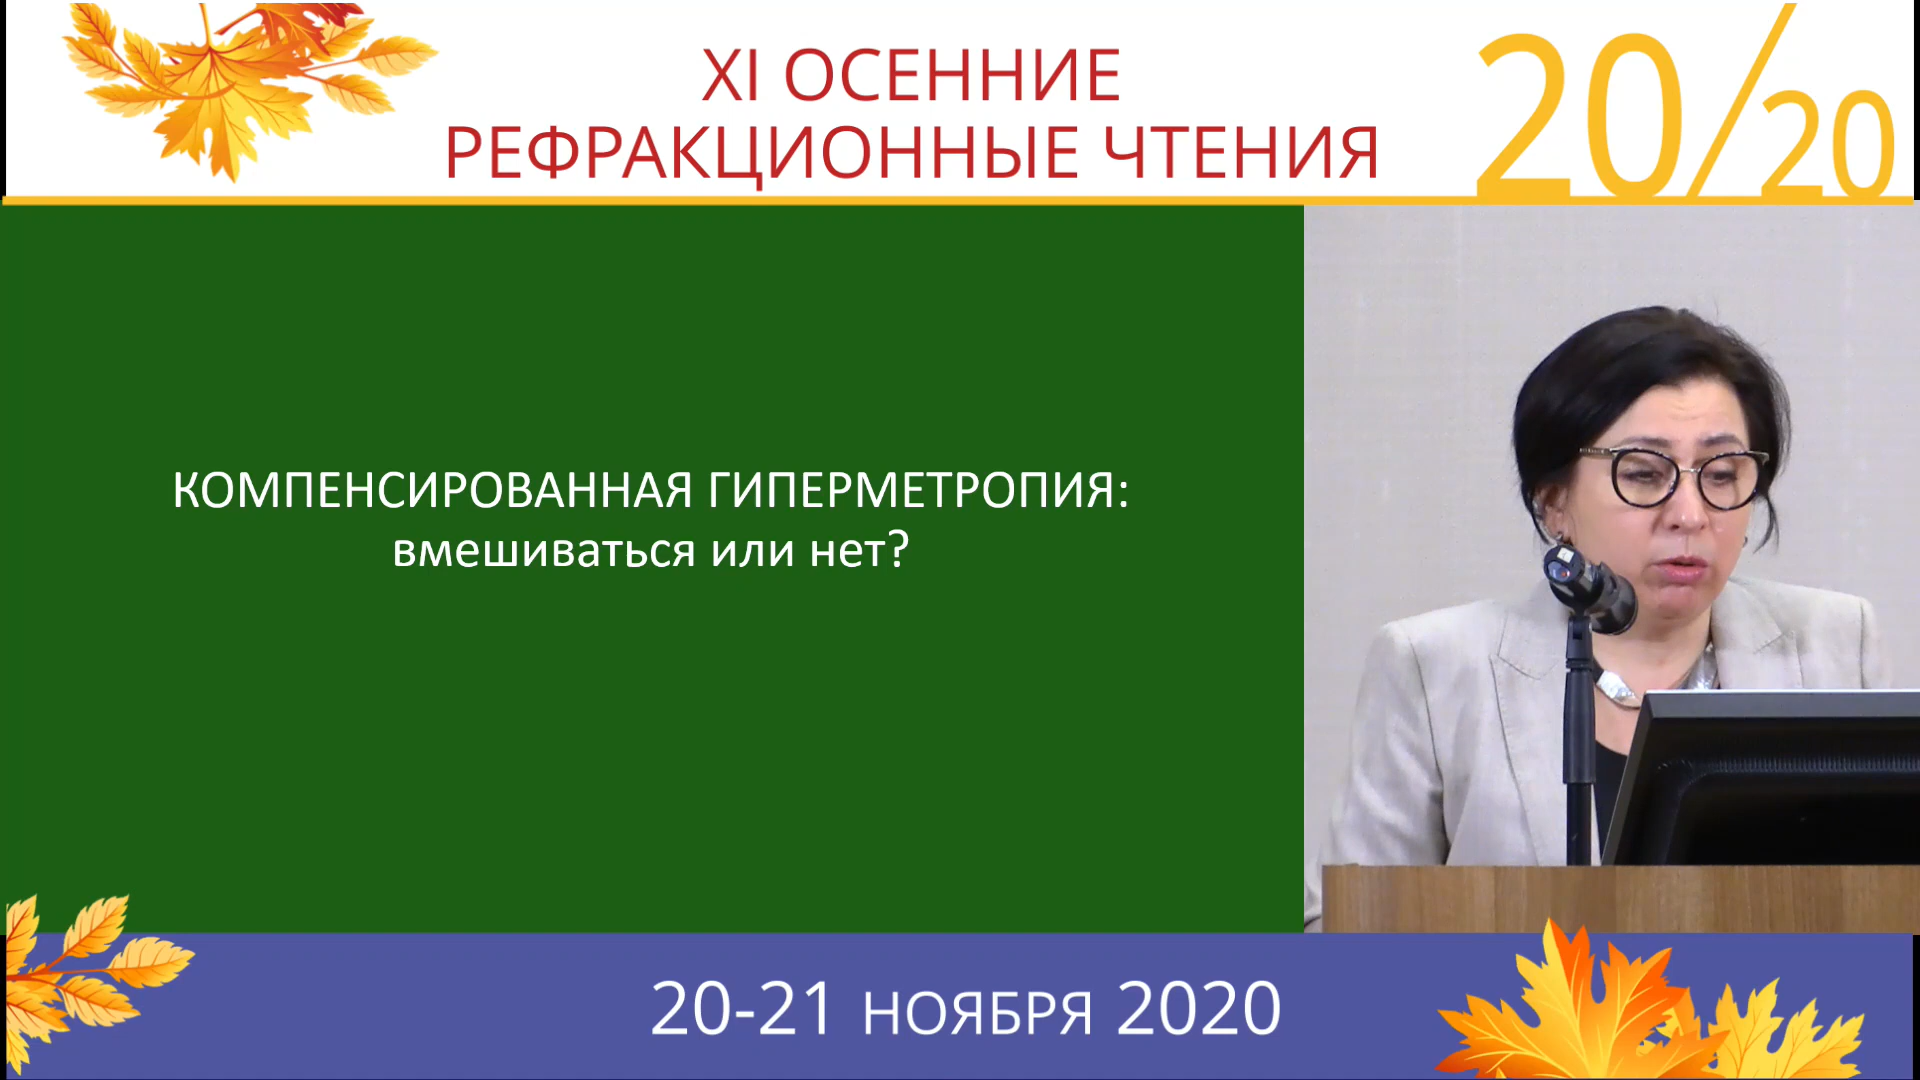 XI ОСЕННИЕ
РЕФРАКЦИОННЫЕ ЧТЕНИЯ
20/20
КОМПЕНСИРОВАННАЯ ГИПЕРМЕТРОПИЯ:
вмешиваться или нет?
20-21 НОЯБРЯ 2020